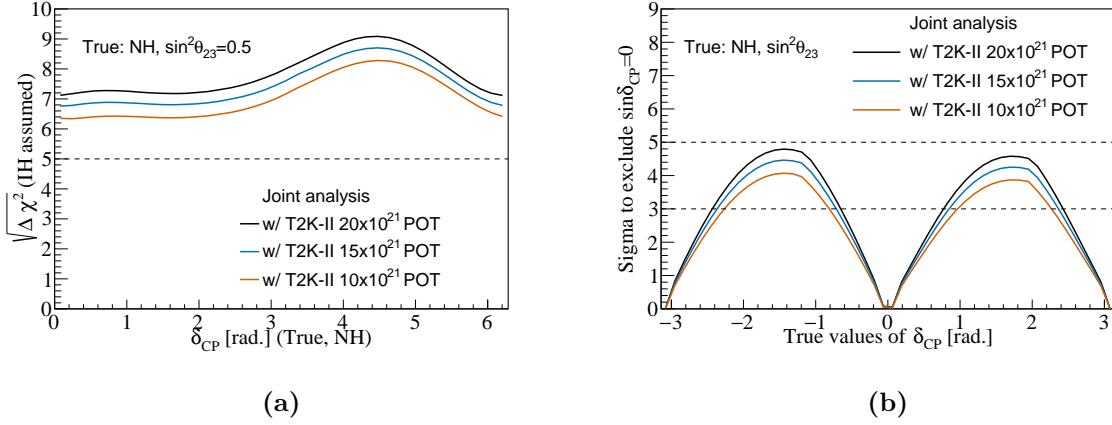 10
9
8
7
6
5
4
3
2
1
0
√Δχ² (IH assumed)
True: NH, sin²θ₂₃=0.5
Joint analysis
w/ T2K-II 20x10²¹ POT
w/ T2K-II 15x10²¹ POT
w/ T2K-II 10x10²¹ POT
0 1 2 3 4 5 6
δ_CP [rad.] (True, NH)
(a)
9
8
7
6
5
4
3
2
1
0
Sigma to exclude sinδ_CP=0
True: NH, sin²θ₂₃
Joint analysis
w/ T2K-II 20x10²¹ POT
w/ T2K-II 15x10²¹ POT
w/ T2K-II 10x10²¹ POT
−3 −2 −1 0 1 2 3
True values of δ_CP [rad.]
(b)